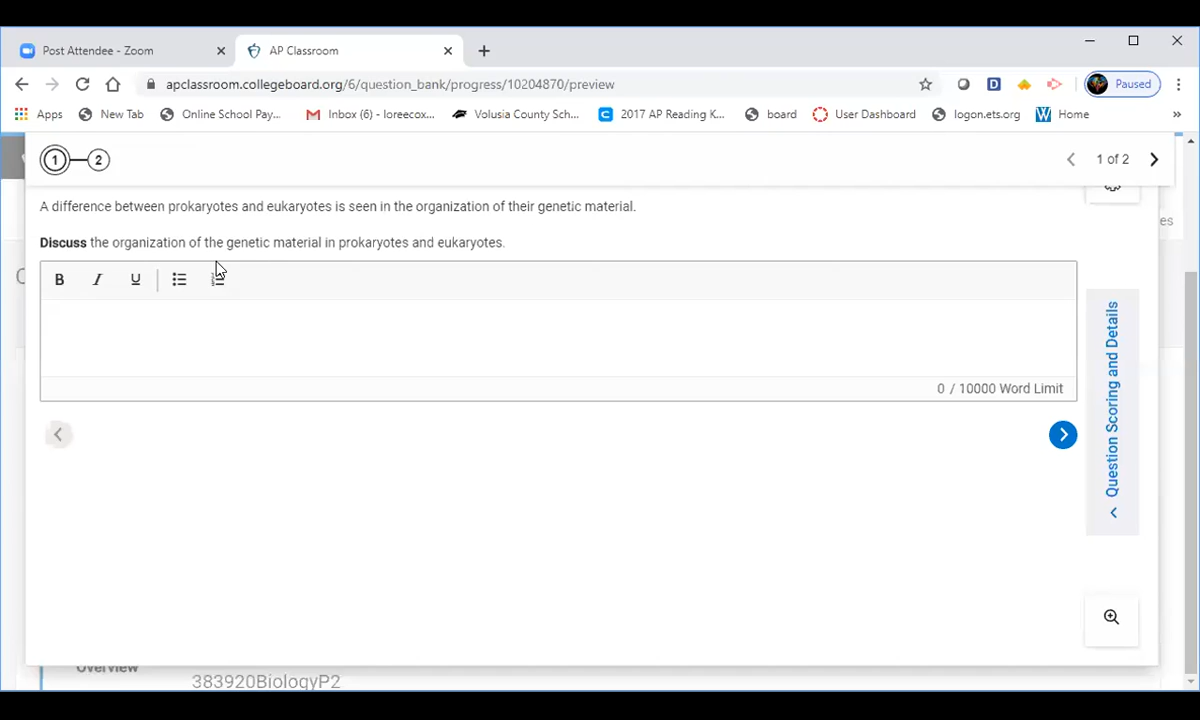 Post Attendee - Zoom
AP Classroom
apclassroom.collegeboard.org/6/question_bank/progress/10204870/preview
Paused
Apps
New Tab
Online School Pay...
Inbox (6) - loreecox...
Volusia County Sch...
2017 AP Reading K...
board
User Dashboard
logon.ets.org
Home
1
2
1 of 2
A difference between prokaryotes and eukaryotes is seen in the organization of their genetic material.
Discuss the organization of the genetic material in prokaryotes and eukaryotes.
B I U
0 / 10000 Word Limit
Question Scoring and Details
Overview
383920BiologyP2